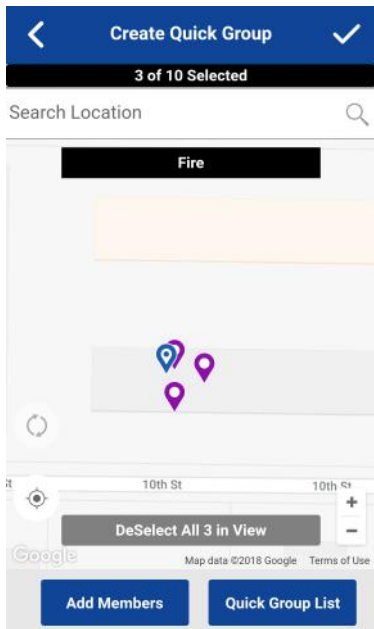 Create Quick Group
3 of 10 Selected
Search Location
Fire
St 10th St 10th St
+
DeSelect All 3 in View
−
Google Map data ©2018 Google Terms of Use
Add Members Quick Group List